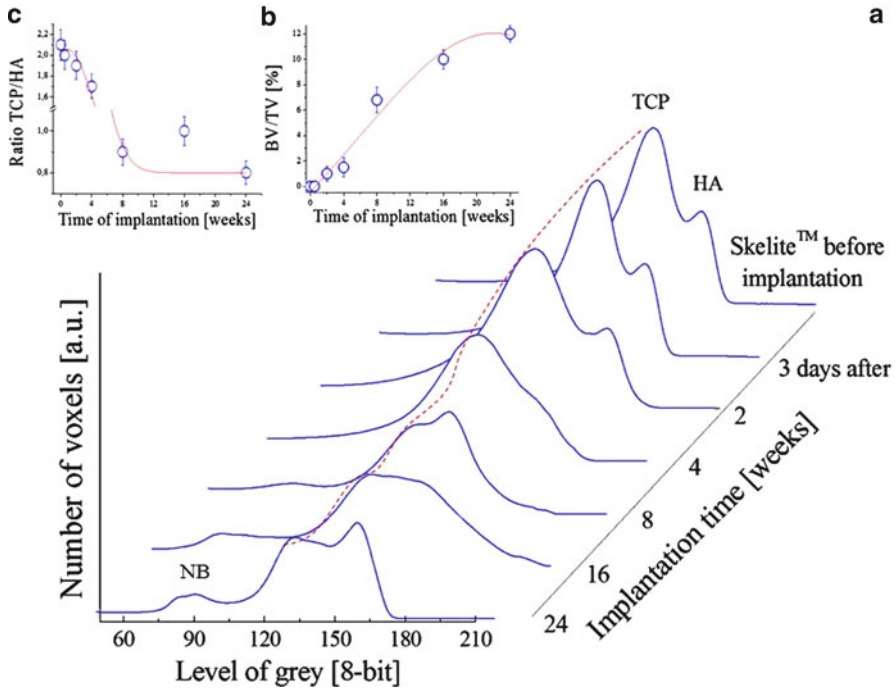 c
b
a
2,2
2,0
1,8
1,6
1,0
0,8
Ratio TCP/HA
0 4 8 12 16 20 24
Time of implantation [weeks]
12
10
8
6
4
2
0
BV/TV [%]
0 4 8 12 16 20 24
Time of implantation [weeks]
TCP
HA
Skelite™ before
implantation
3 days after
2
4
8
16
24
Implantation time [weeks]
NB
Number of voxels [a.u.]
60 90 120 150 180 210
Level of grey [8-bit]